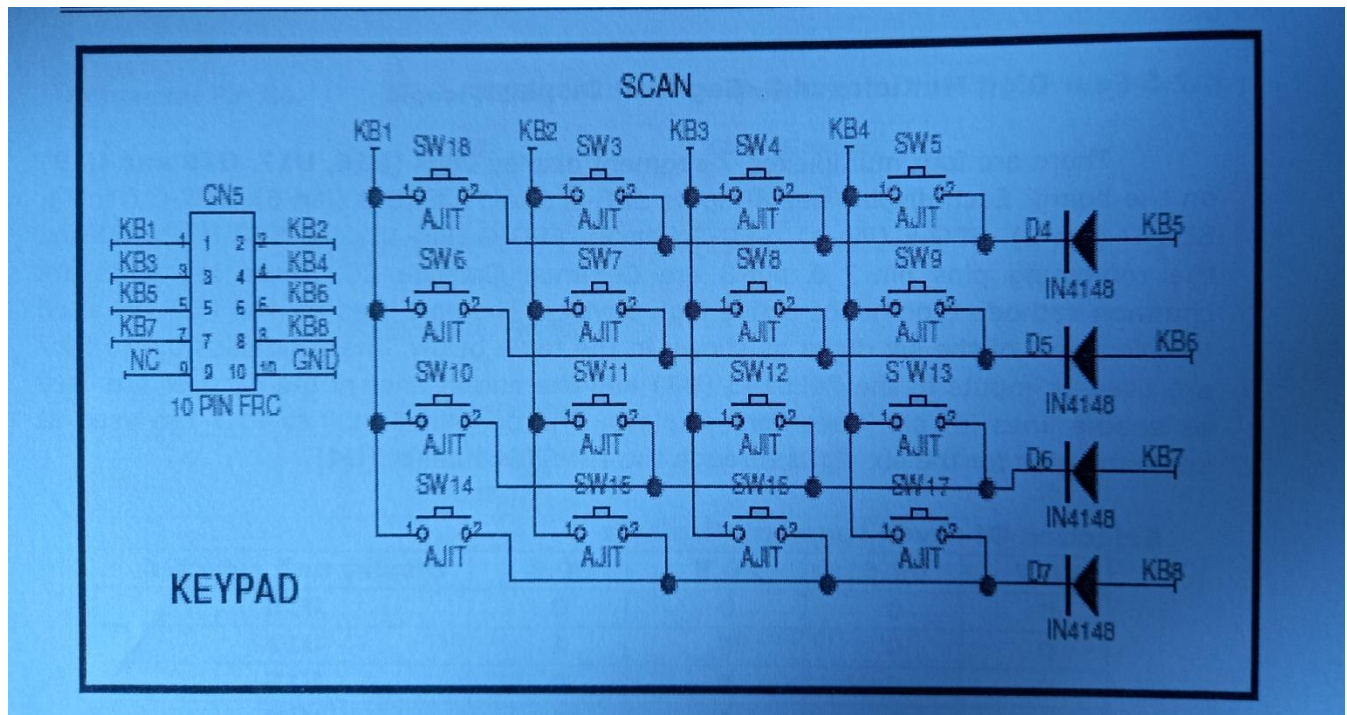 SCAN
KB1 KB2 KB3 KB4
SW18 SW3 SW4 SW5
CN5
1 2 1 2 1 2 1 2
AJIT AJIT AJIT AJIT
KB1 1 1 2 2 KB2
D4 KB5
KB3 3 3 4 4 KB4
SW6 SW7 SW8 SW9
IN4148
KB5 5 5 6 6 KB6
1 2 1 2 1 2 1 2
AJIT AJIT AJIT AJIT
KB7 7 7 8 8 KB8
D5 KB6
NC 9 9 10 10 GND
SW10 SW11 SW12 SW13
IN4148
10 PIN FRC
1 2 1 2 1 2 1 2
AJIT AJIT AJIT AJIT
D6 KB7
SW14 SW15 SW16 SW17
IN4148
1 2 1 2 1 2 1 2
AJIT AJIT AJIT AJIT
KEYPAD
D7 KB8
IN4148